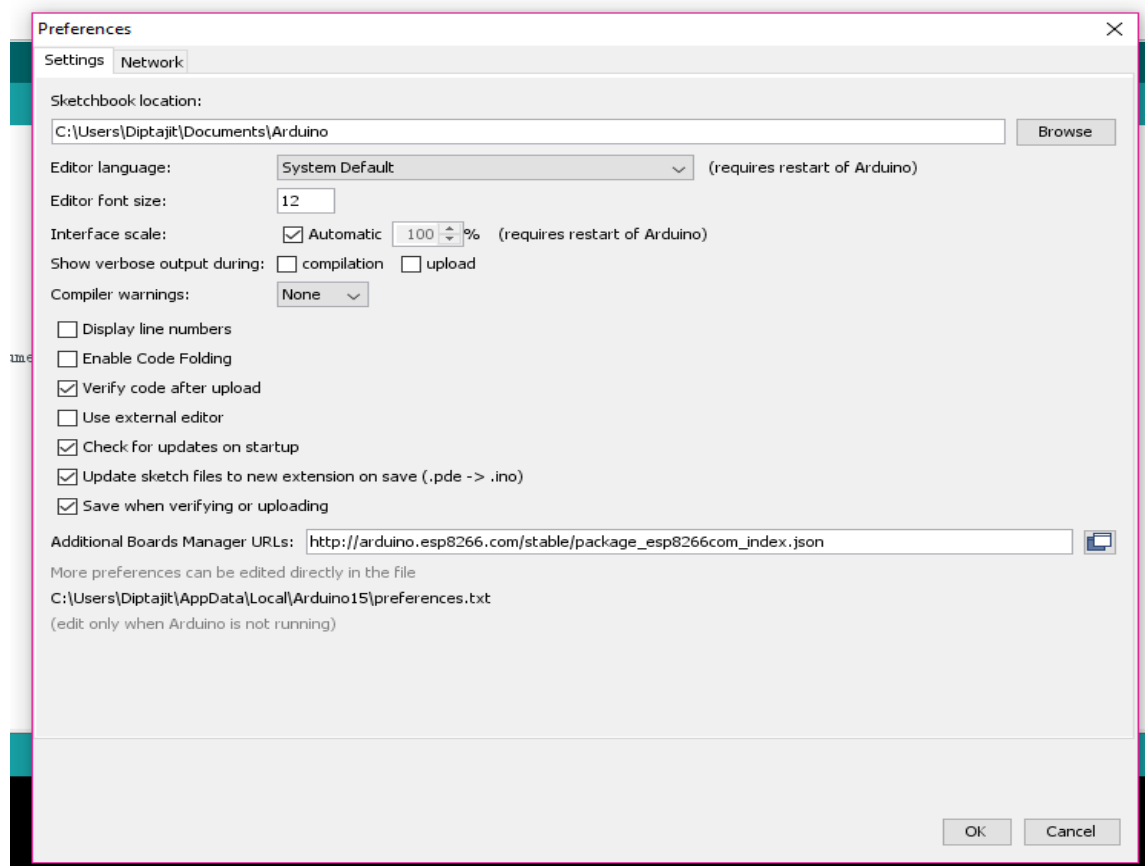 Preferences
Settings Network
Sketchbook location:
C:\Users\Diptajit\Documents\Arduino Browse
Editor language: System Default (requires restart of Arduino)
Editor font size: 12
Interface scale: Automatic 100 % (requires restart of Arduino)
Show verbose output during: compilation upload
Compiler warnings: None
Display line numbers
Enable Code Folding
Verify code after upload
Use external editor
Check for updates on startup
Update sketch files to new extension on save (.pde -> .ino)
Save when verifying or uploading
Additional Boards Manager URLs: http://arduino.esp8266.com/stable/package_esp8266com_index.json
More preferences can be edited directly in the file
C:\Users\Diptajit\AppData\Local\Arduino15\preferences.txt
(edit only when Arduino is not running)
OK Cancel